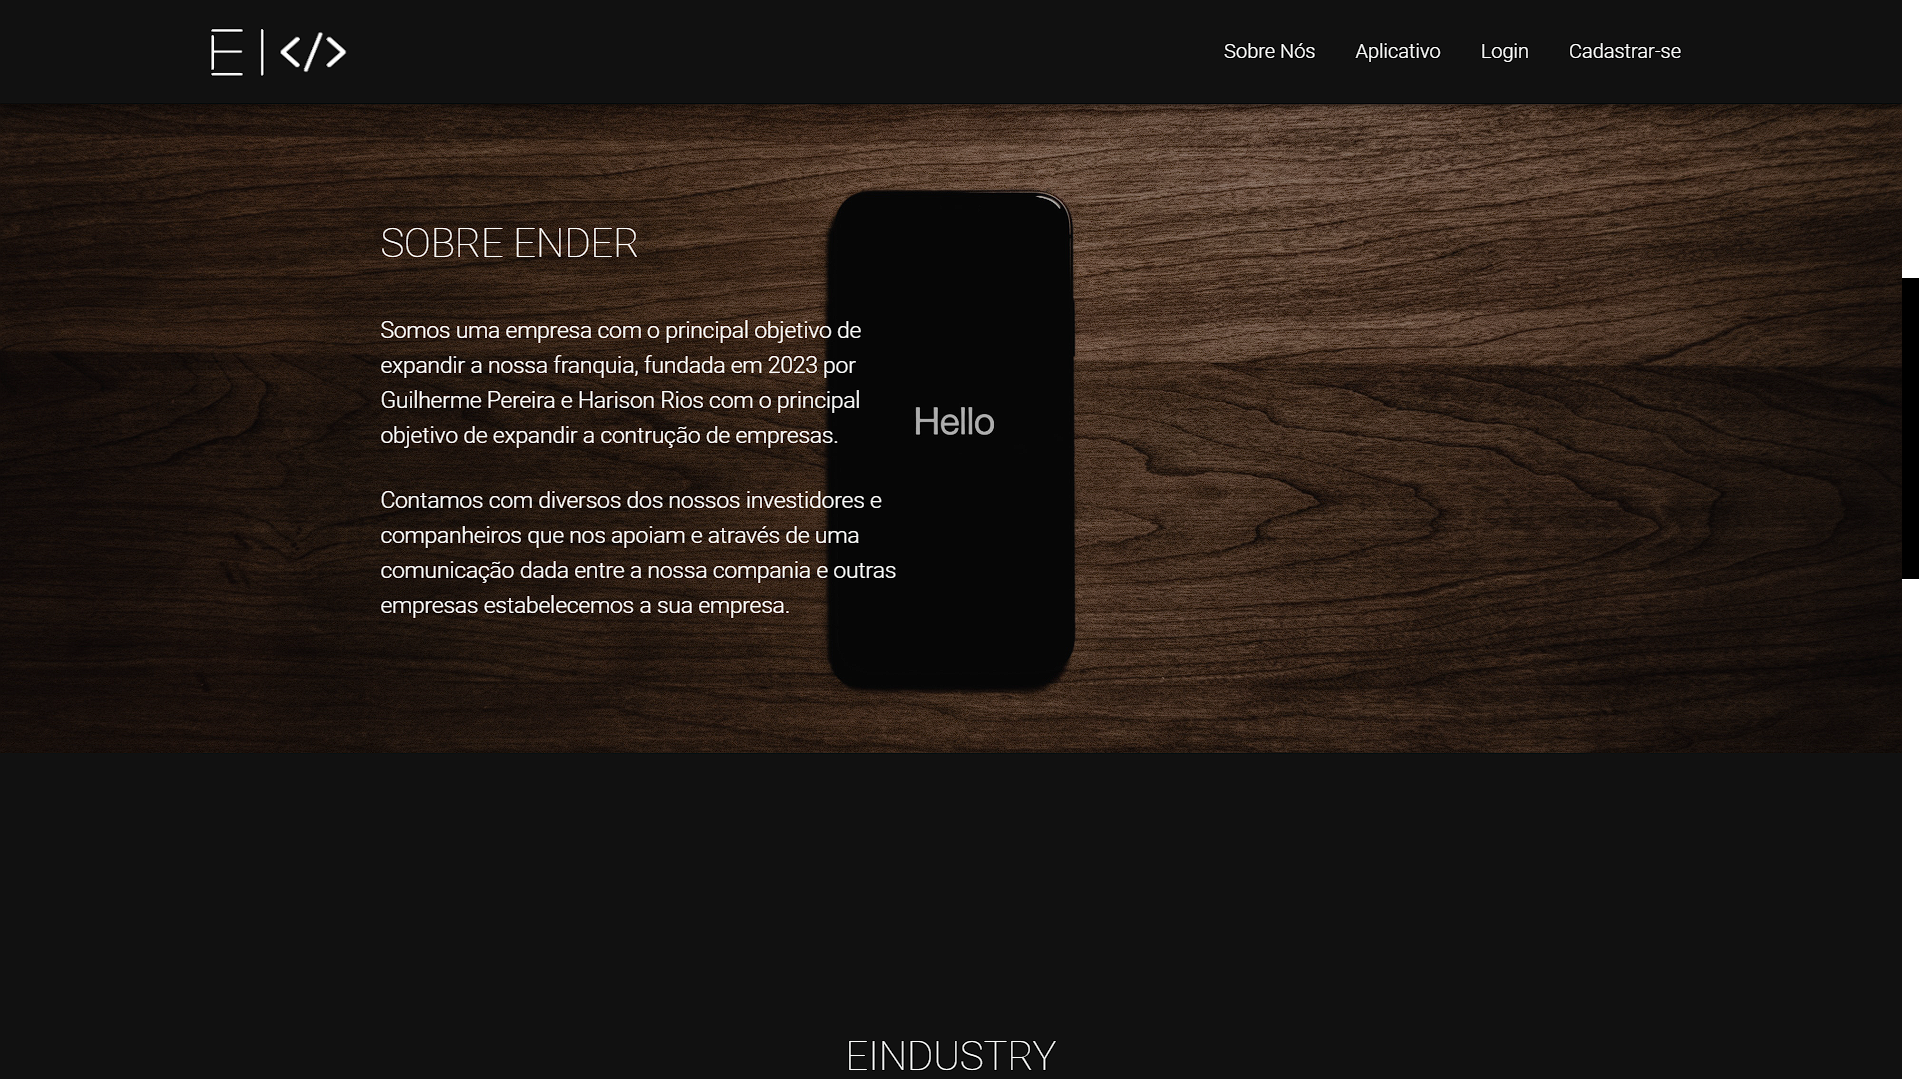 E | </>
Sobre Nós
Aplicativo
Login
Cadastrar-se
SOBRE ENDER
Somos uma empresa com o principal objetivo de
expandir a nossa franquia, fundada em 2023 por
Guilherme Pereira e Harison Rios com o principal
objetivo de expandir a contrução de empresas.
Hello
Contamos com diversos dos nossos investidores e
companheiros que nos apoiam e através de uma
comunicação dada entre a nossa compania e outras
empresas estabelecemos a sua empresa.
EINDUSTRY